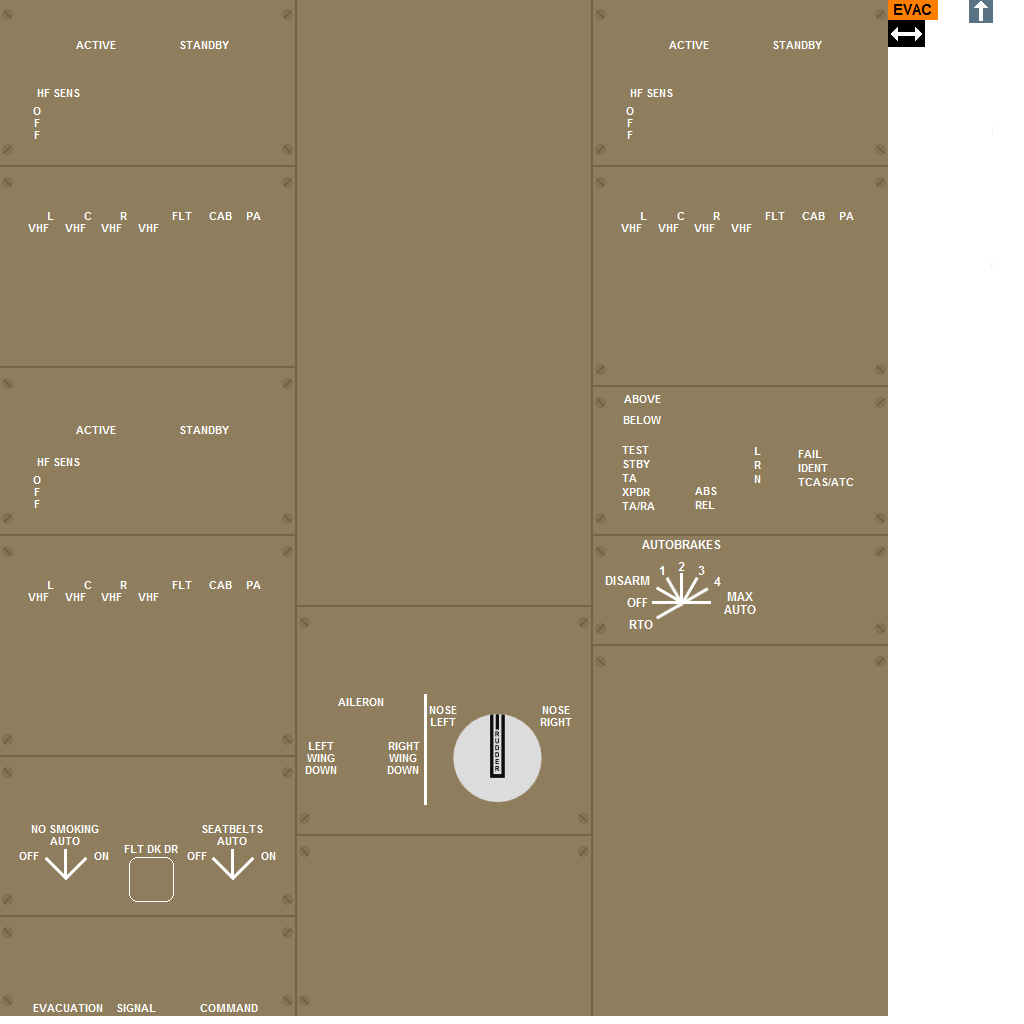 EVAC
ACTIVE STANDBY
HF SENS
O
F
F
L C R FLT CAB PA
VHF VHF VHF VHF
ACTIVE STANDBY
HF SENS
O
F
F
L C R FLT CAB PA
VHF VHF VHF VHF
NO SMOKING
AUTO
OFF ON
FLT DK DR
SEATBELTS
AUTO
OFF ON
EVACUATION SIGNAL COMMAND
AILERON
LEFT
WING
DOWN
RIGHT
WING
DOWN
NOSE
LEFT
RUDDER
NOSE
RIGHT
ACTIVE STANDBY
HF SENS
O
F
F
L C R FLT CAB PA
VHF VHF VHF VHF
ABOVE
BELOW
TEST
STBY
TA
XPDR
TA/RA
ABS
REL
L
R
N
FAIL
IDENT
TCAS/ATC
AUTOBRAKES
1 2 3 4
DISARM
OFF
RTO
MAX
AUTO